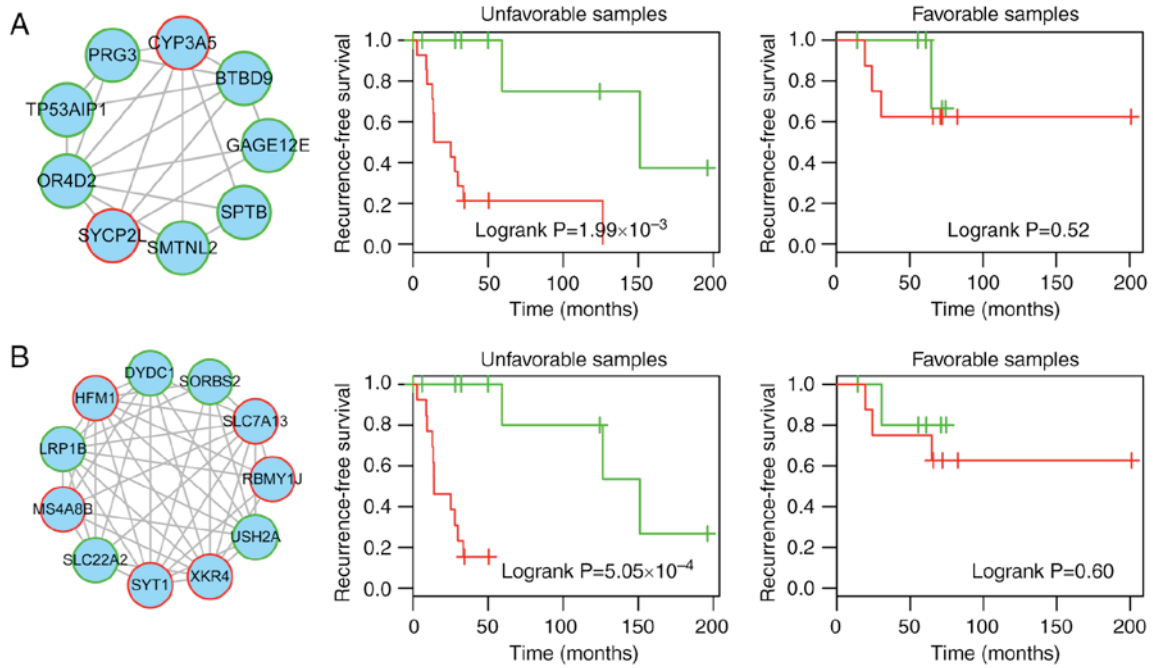 A
CYP3A5
PRG3
BTBD9
TP53AIP1
GAGE12E
OR4D2
SPTB
SYCP2L
SMTNL2
Unfavorable samples
Recurrence-free survival
1.0
0.8
0.6
0.4
0.2
0.0
Logrank P=1.99×10⁻³
0 50 100 150 200
Time (months)
Favorable samples
Recurrence-free survival
1.0
0.8
0.6
0.4
0.2
0.0
Logrank P=0.52
0 50 100 150 200
Time (months)
B
DYDC1
SORBS2
HFM1
SLC7A13
LRP1B
RBMY1J
MS4A8B
USH2A
SLC22A2
XKR4
SYT1
Unfavorable samples
Recurrence-free survival
1.0
0.8
0.6
0.4
0.2
0.0
Logrank P=5.05×10⁻⁴
0 50 100 150 200
Time (months)
Favorable samples
Recurrence-free survival
1.0
0.8
0.6
0.4
0.2
0.0
Logrank P=0.60
0 50 100 150 200
Time (months)